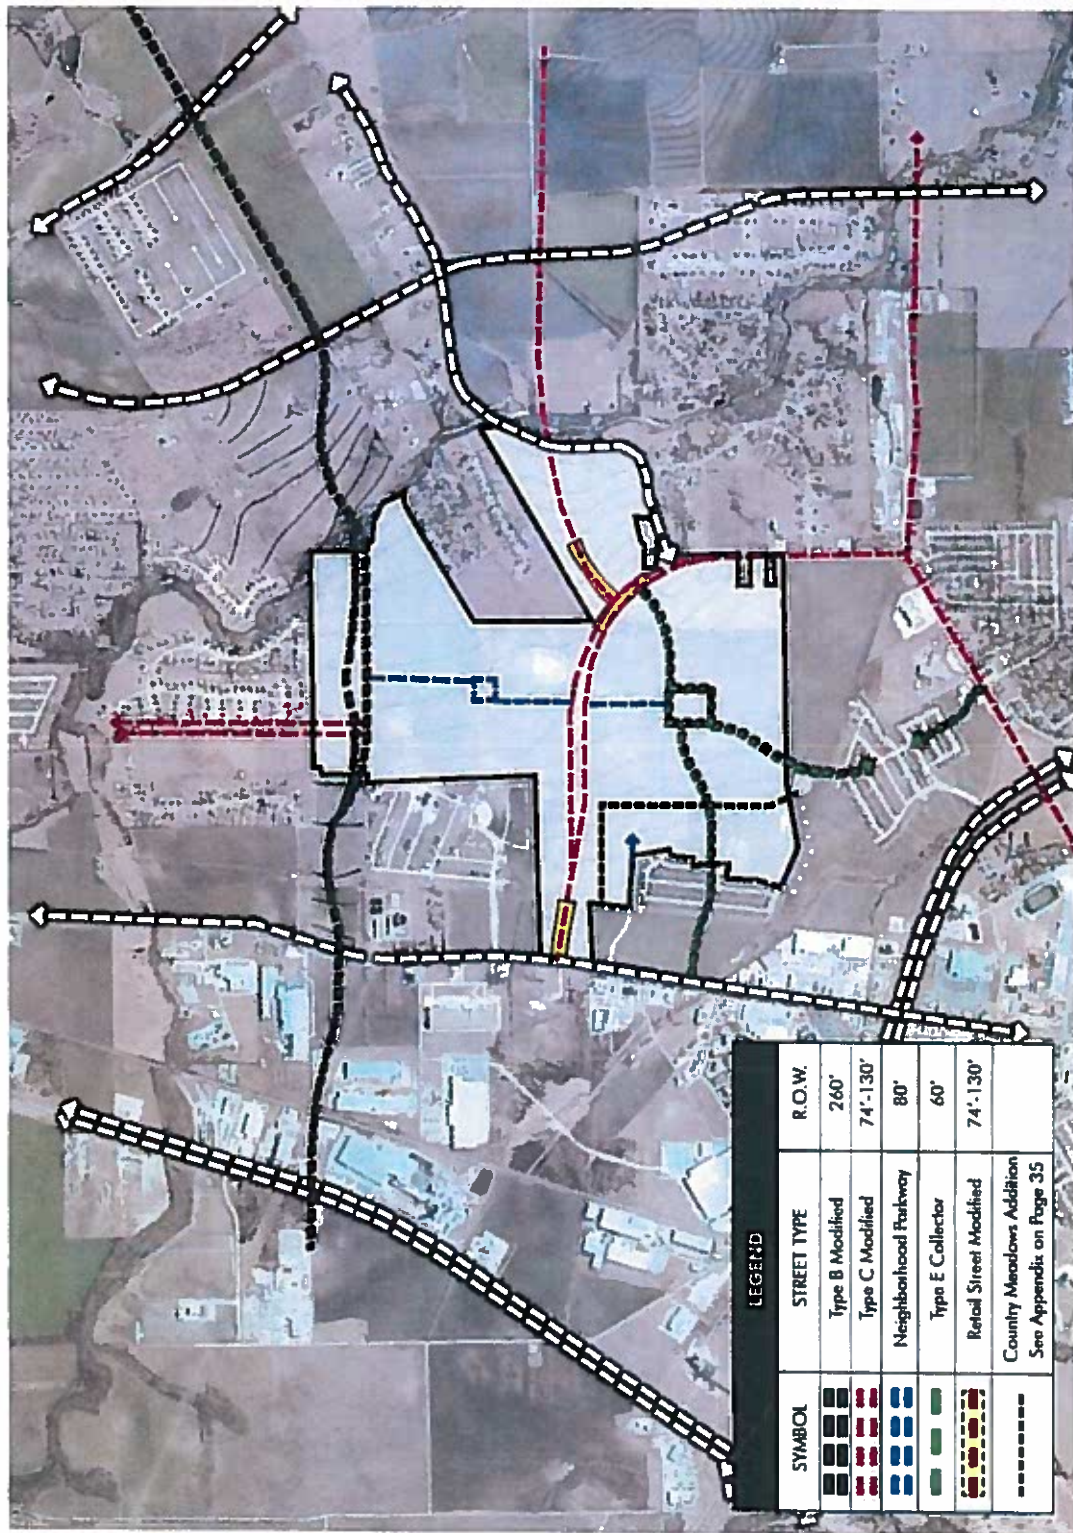 LEGEND
SYMBOL STREET TYPE R.O.W.
Type B Modified 260'
Type C Modified 74'-130'
Neighborhood Parkway 80'
Type E Collector 60'
Retail Street Modified 74'-130'
Country Meadows Addition
See Appendix on Page 35